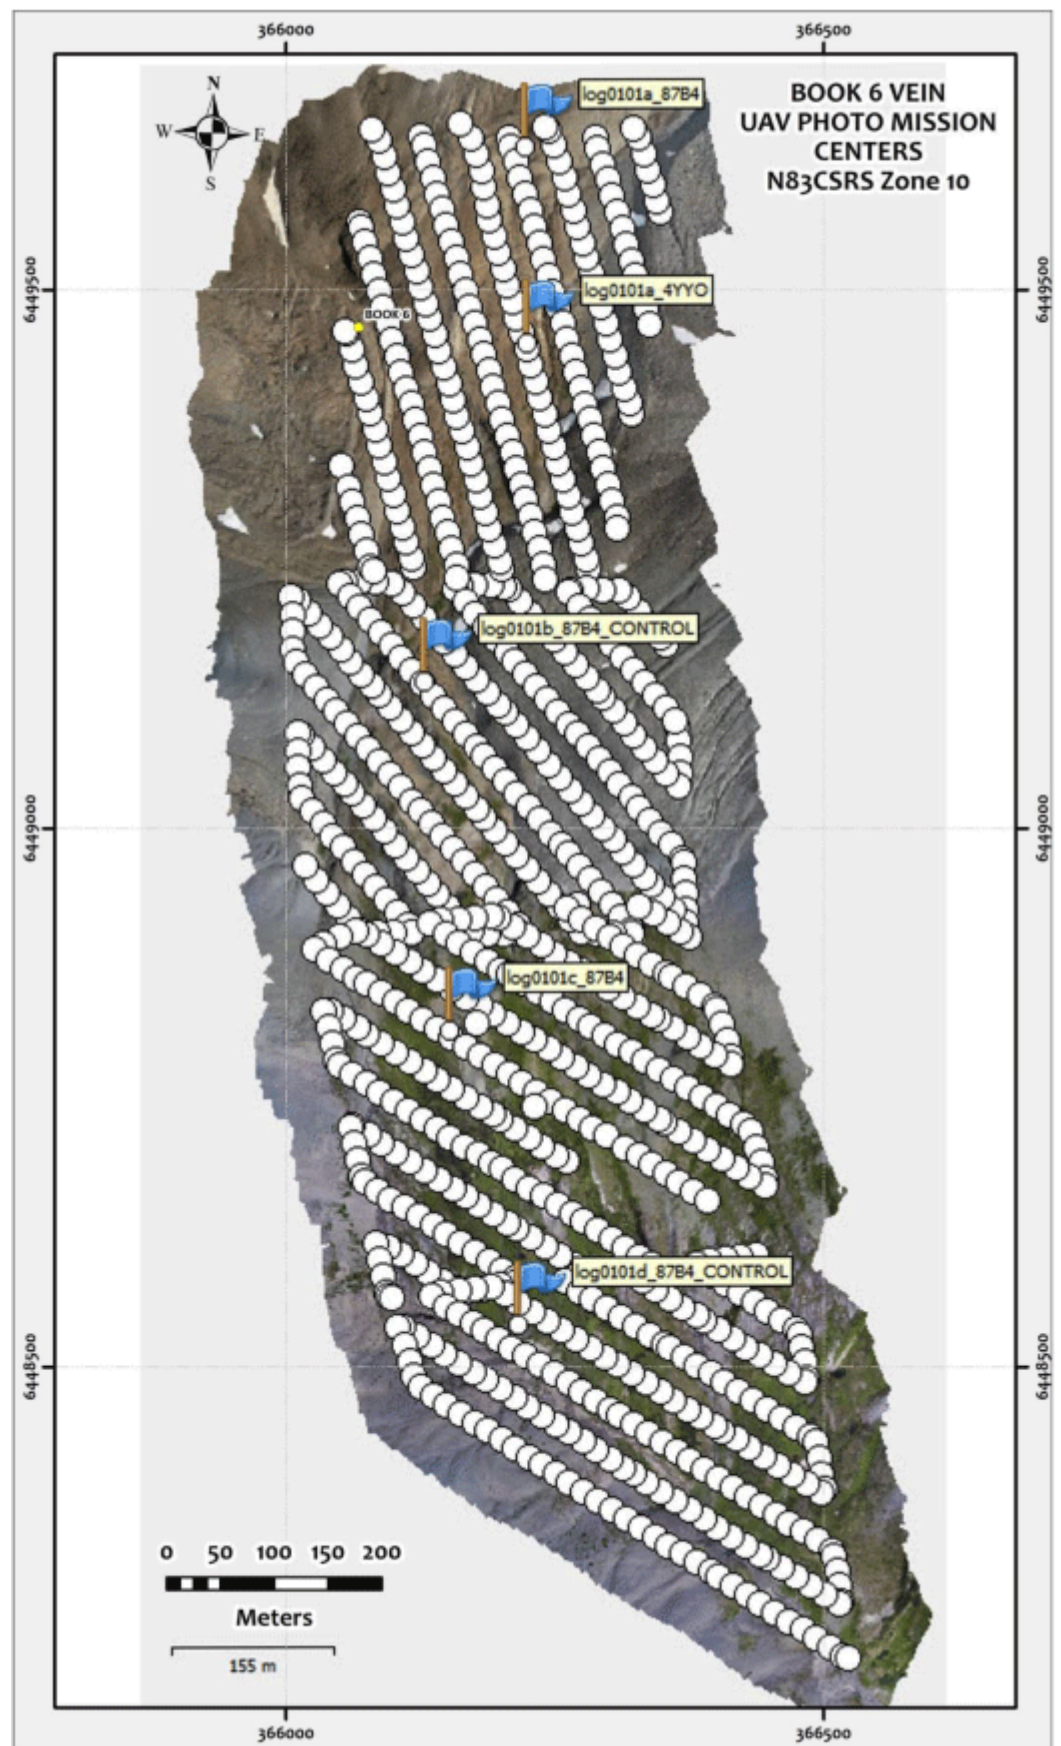 366000 366500
N
W E
S
BOOK 6 VEIN
UAV PHOTO MISSION
CENTERS
N83CSRS Zone 10
log0101a_87B4
6449500 6449500
log0101a_4YYO
BOOK 6
log0101b_87B4_CONTROL
6449000 6449000
log0101c_87B4
log0101d_87B4_CONTROL
6448500 6448500
0 50 100 150 200
Meters
155 m
366000 366500